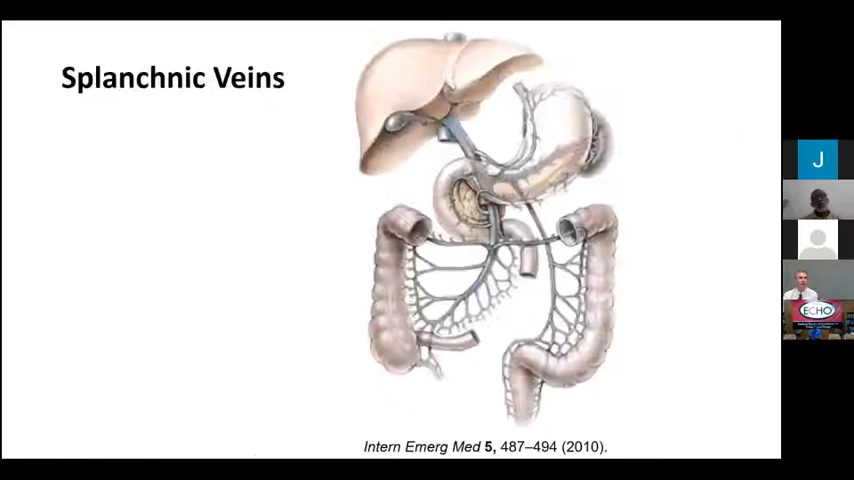 Splanchnic Veins
Intern Emerg Med 5, 487–494 (2010).
J
ECHO